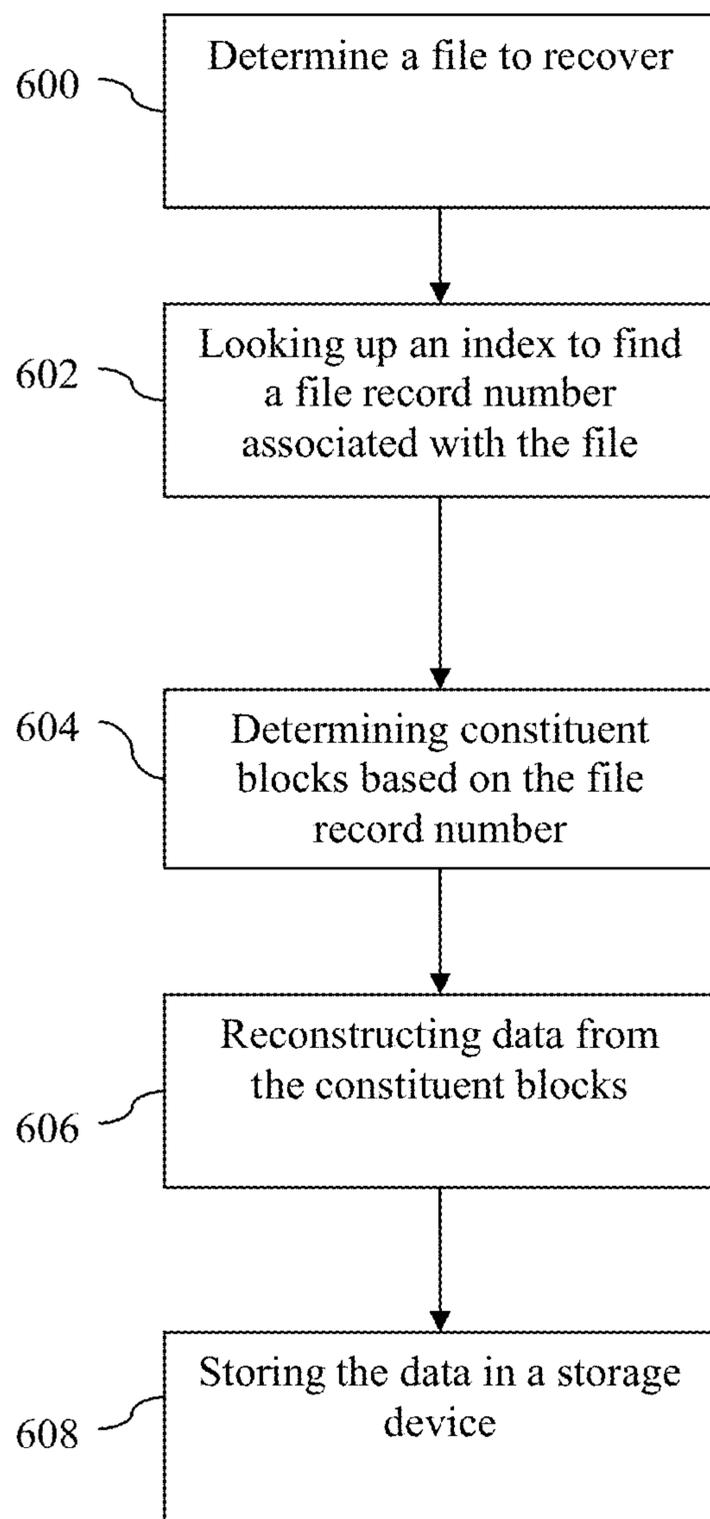 600
Determine a file to recover
602
Looking up an index to find
a file record number
associated with the file
604
Determining constituent
blocks based on the file
record number
606
Reconstructing data from
the constituent blocks
608
Storing the data in a storage
device